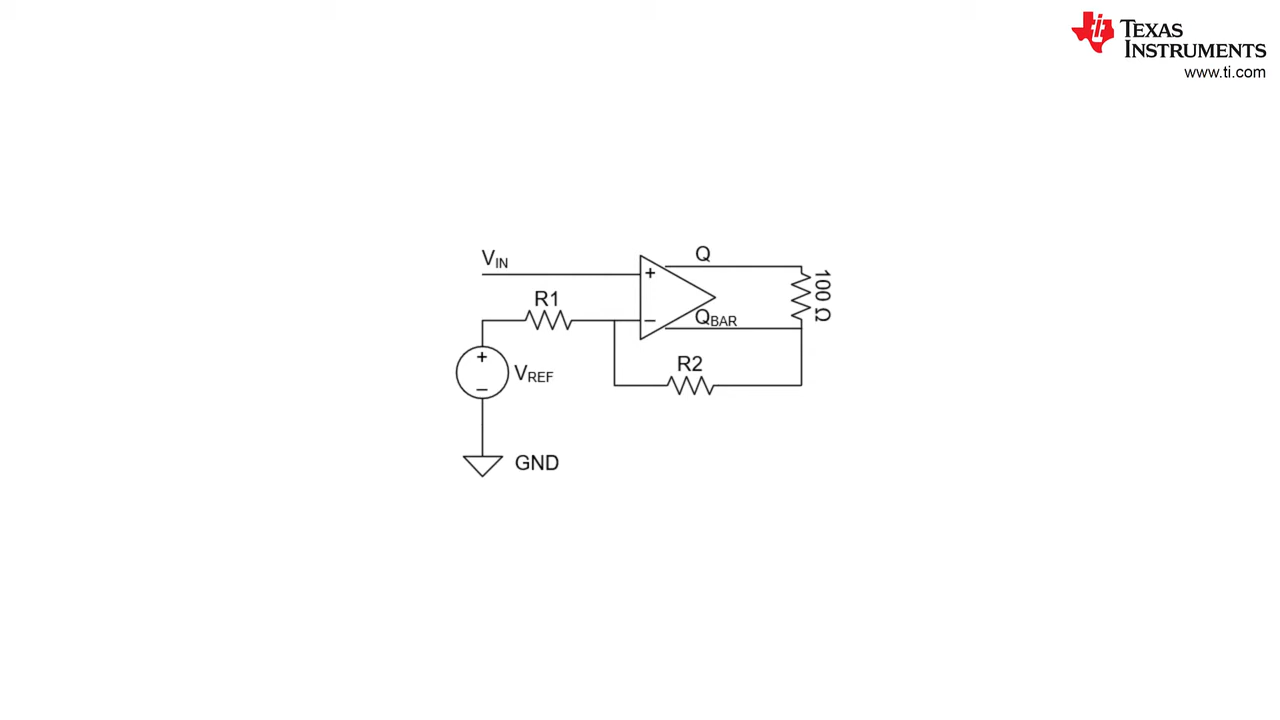 TEXAS
INSTRUMENTS
www.ti.com
VIN
Q
+
R1
100 Ω
−
QBAR
+
R2
VREF
−
GND